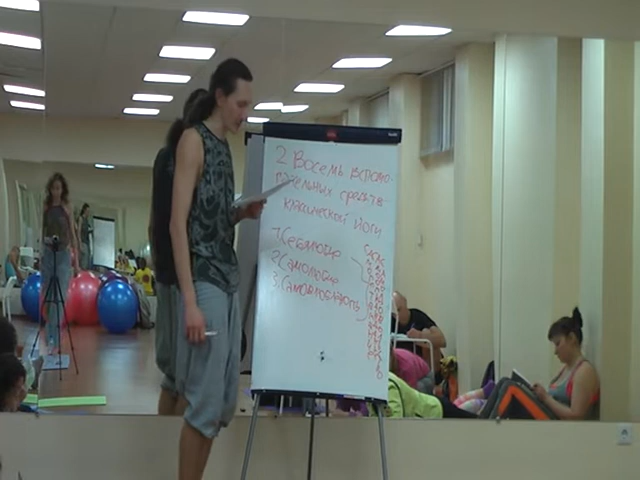 2 Восемь вспомо-
гательных средств
классической йоги
1. Себялюбие
2. Самолюбие
3. Самовлюблённость